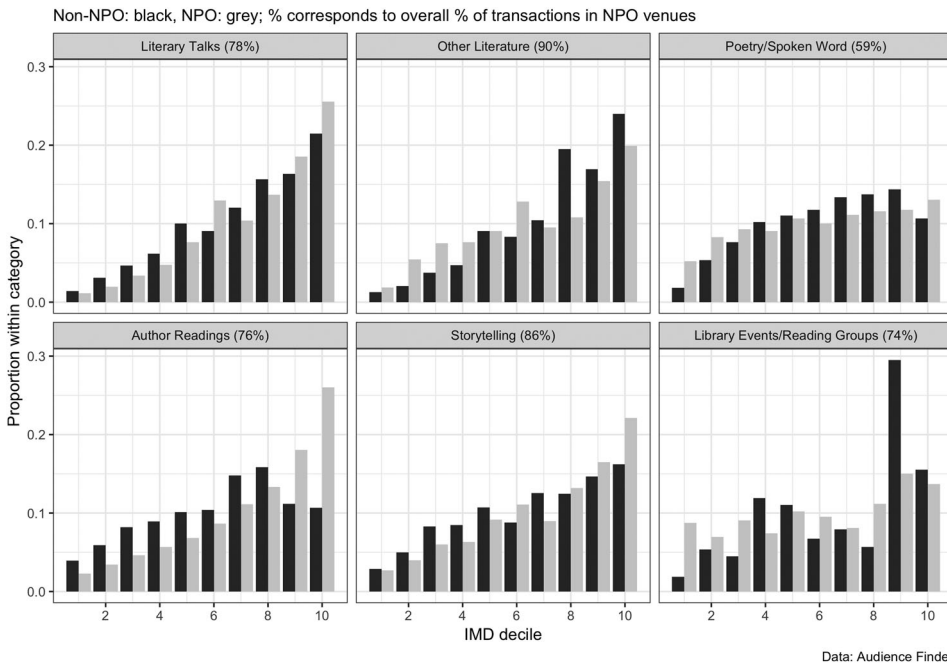 Non-NPO: black, NPO: grey; % corresponds to overall % of transactions in NPO venues
Literary Talks (78%)
Other Literature (90%)
Poetry/Spoken Word (59%)
0.3
0.2
0.1
0.0
Author Readings (76%)
Storytelling (86%)
Library Events/Reading Groups (74%)
0.3
0.2
0.1
0.0
Proportion within category
2 4 6 8 10
2 4 6 8 10
2 4 6 8 10
IMD decile
Data: Audience Finde